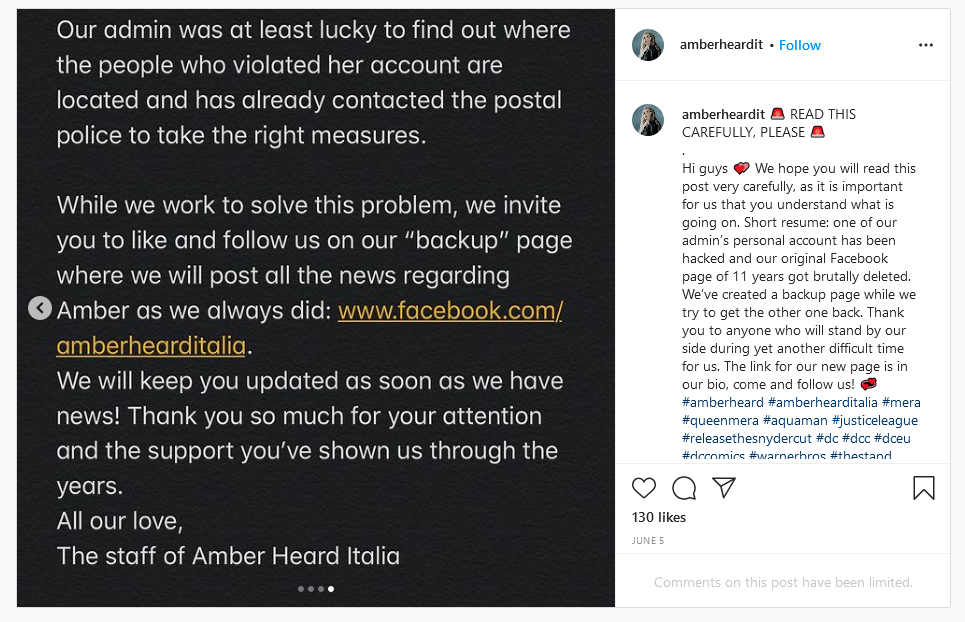 Our admin was at least lucky to find out where
the people who violated her account are
located and has already contacted the postal
police to take the right measures.
While we work to solve this problem, we invite
you to like and follow us on our “backup” page
where we will post all the news regarding
Amber as we always did: www.facebook.com/
amberhearditalia.
We will keep you updated as soon as we have
news! Thank you so much for your attention
and the support you’ve shown us through the
years.
All our love,
The staff of Amber Heard Italia
amberheardit • Follow
amberheardit 🚨 READ THIS
CAREFULLY, PLEASE 🚨
.
Hi guys 💕 We hope you will read this
post very carefully, as it is important
for us that you understand what is
going on. Short resume: one of our
admin’s personal account has been
hacked and our original Facebook
page of 11 years got brutally deleted.
We’ve created a backup page while we
try to get the other one back. Thank
you to anyone who will stand by our
side during yet another difficult time
for us. The link for our new page is in
our bio, come and follow us! 💞
#amberheard #amberhearditalia #mera
#queenmera #aquaman #justiceleague
#releasethesnydercut #dc #dcc #dceu
#dccomics #warnerbros #thestand
130 likes
JUNE 5
Comments on this post have been limited.